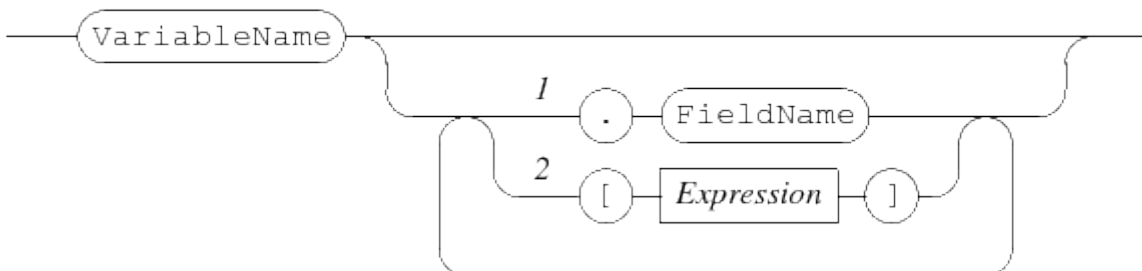 VariableName
1 . FieldName
2 [ Expression ]